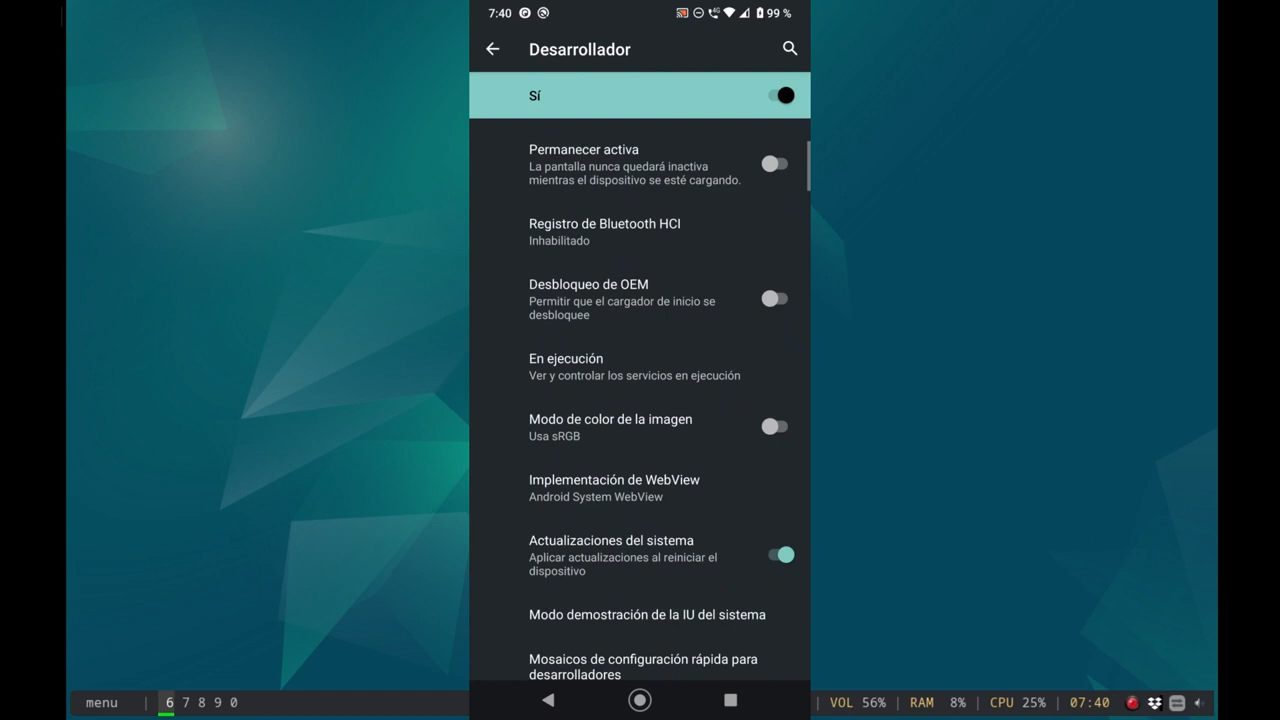 7:40 4G 99 %
Desarrollador
Sí
Permanecer activa
La pantalla nunca quedará inactiva
mientras el dispositivo se esté cargando.
Registro de Bluetooth HCI
Inhabilitado
Desbloqueo de OEM
Permitir que el cargador de inicio se
desbloquee
En ejecución
Ver y controlar los servicios en ejecución
Modo de color de la imagen
Usa sRGB
Implementación de WebView
Android System WebView
Actualizaciones del sistema
Aplicar actualizaciones al reiniciar el
dispositivo
Modo demostración de la IU del sistema
Mosaicos de configuración rápida para
desarrolladores
menu | 6 7 8 9 0 | VOL 56% | RAM 8% | CPU 25% | 07:40 |